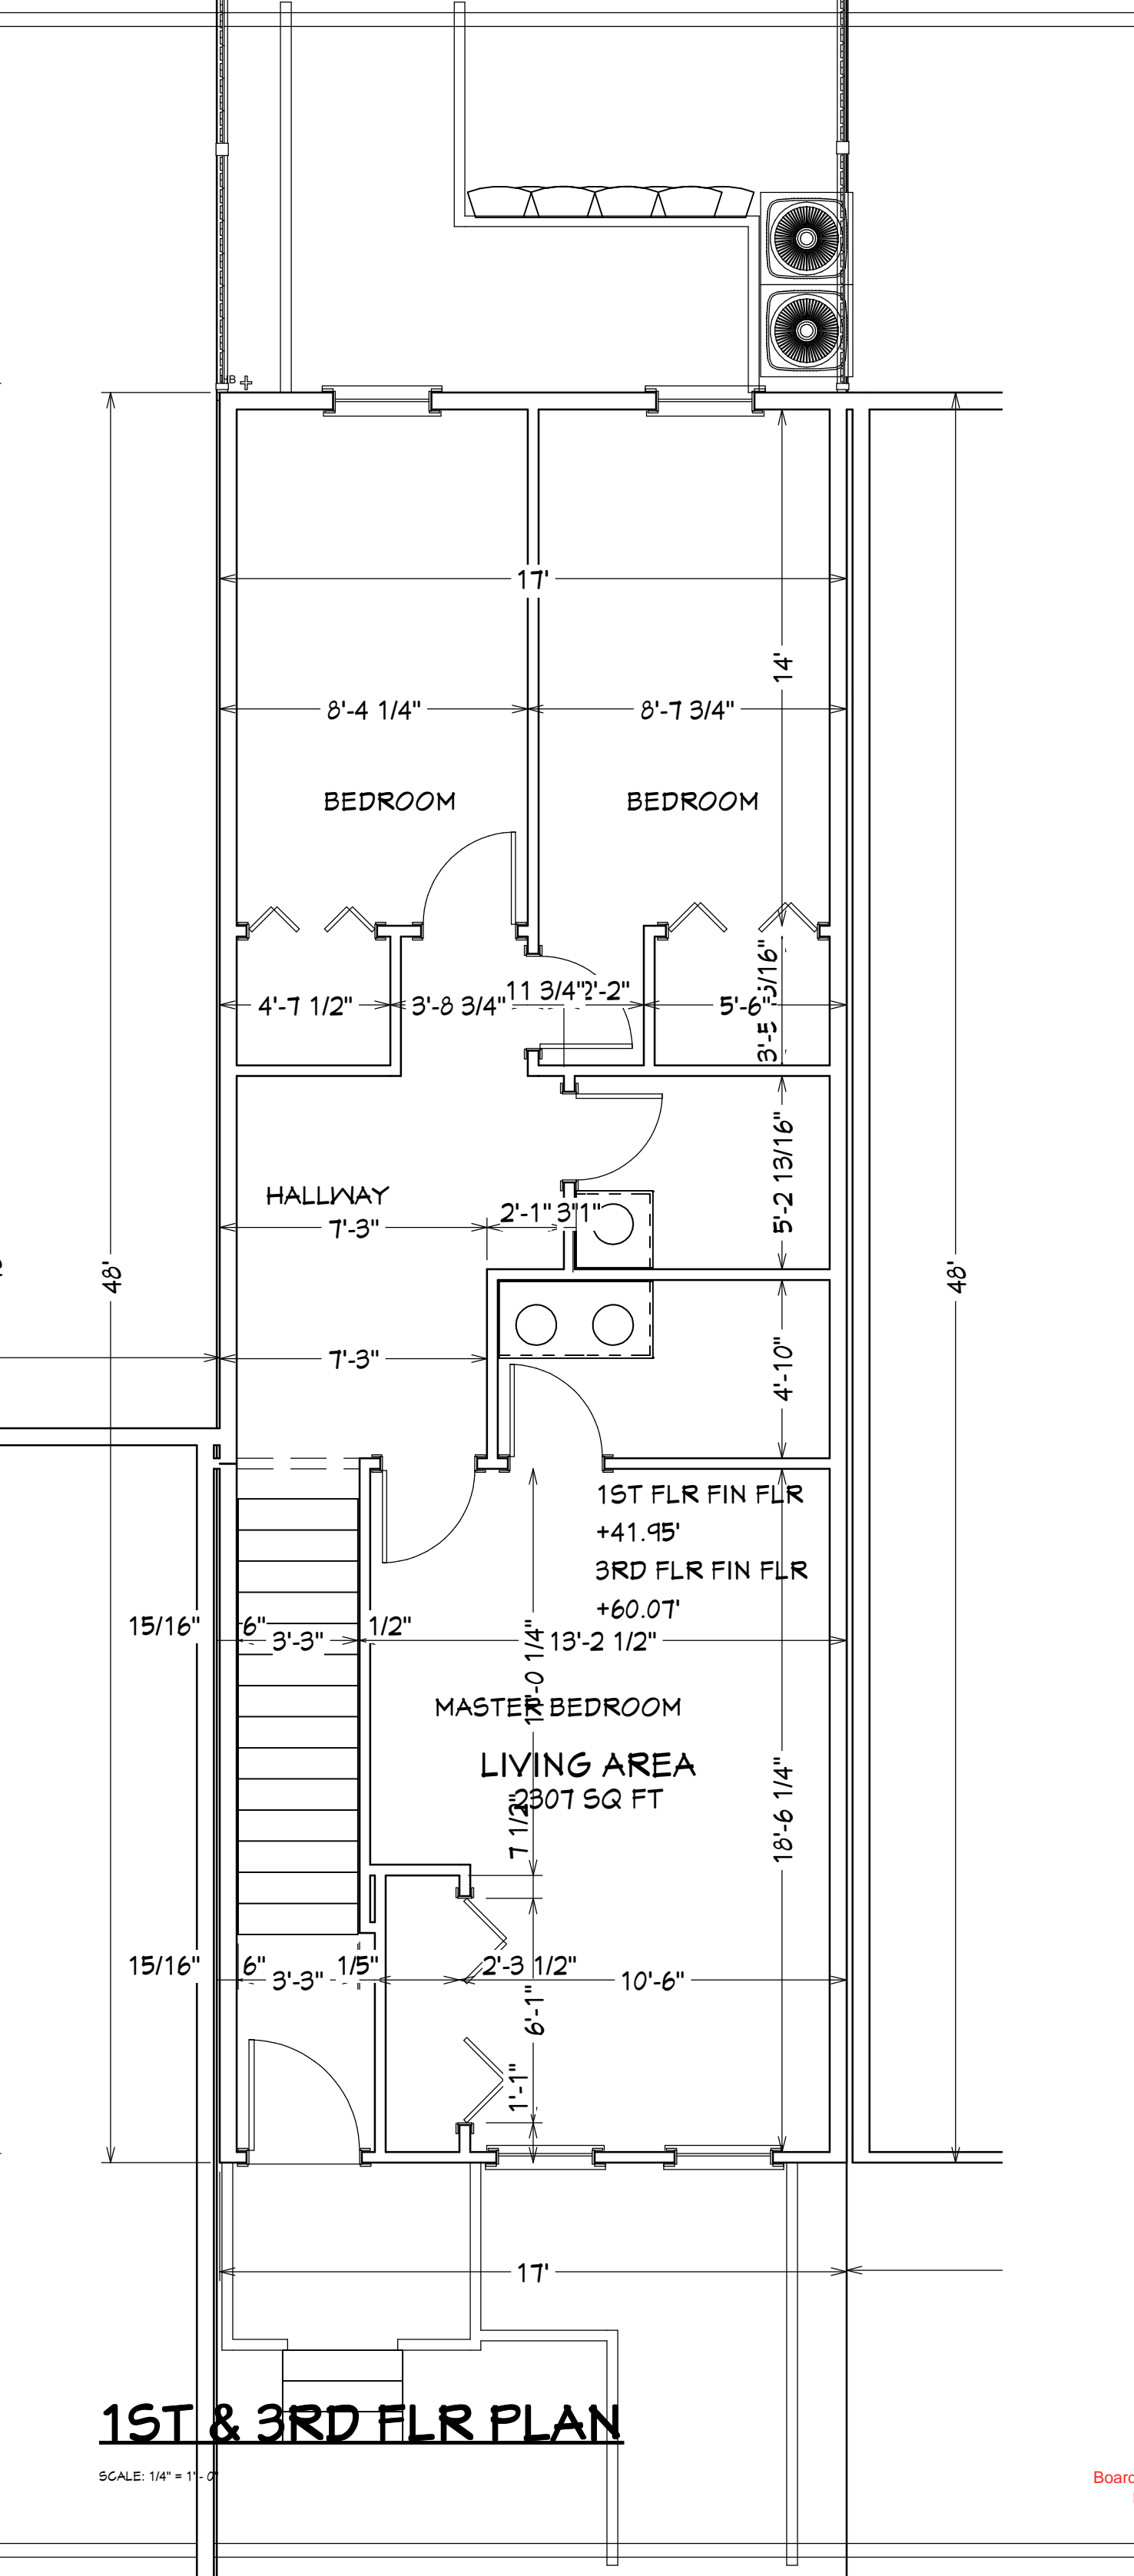 17'
14'
8'-4 1/4" 8'-7 3/4"
BEDROOM BEDROOM
4'-7 1/2" 3'-8 3/4" 11 3/4" 2'-2" 5'-6"
5'-2 13/16"
HALLWAY
7'-3" 2'-1"
48' 48'
7'-3" 4'-10"
1ST FLR FIN FLR
+41.95'
3RD FLR FIN FLR
+60.07'
15/16" 6" 3'-3" 1/2" 13'-2 1/2"
MASTER BEDROOM
LIVING AREA
2307 SQ FT
7 1/2" 18'-6 1/4"
15/16" 6" 3'-3" 1/5" 2'-3 1/2" 10'-6"
6'-1"
1'-1"
17'
1ST & 3RD FLR PLAN
SCALE: 1/4" = 1'- 0"